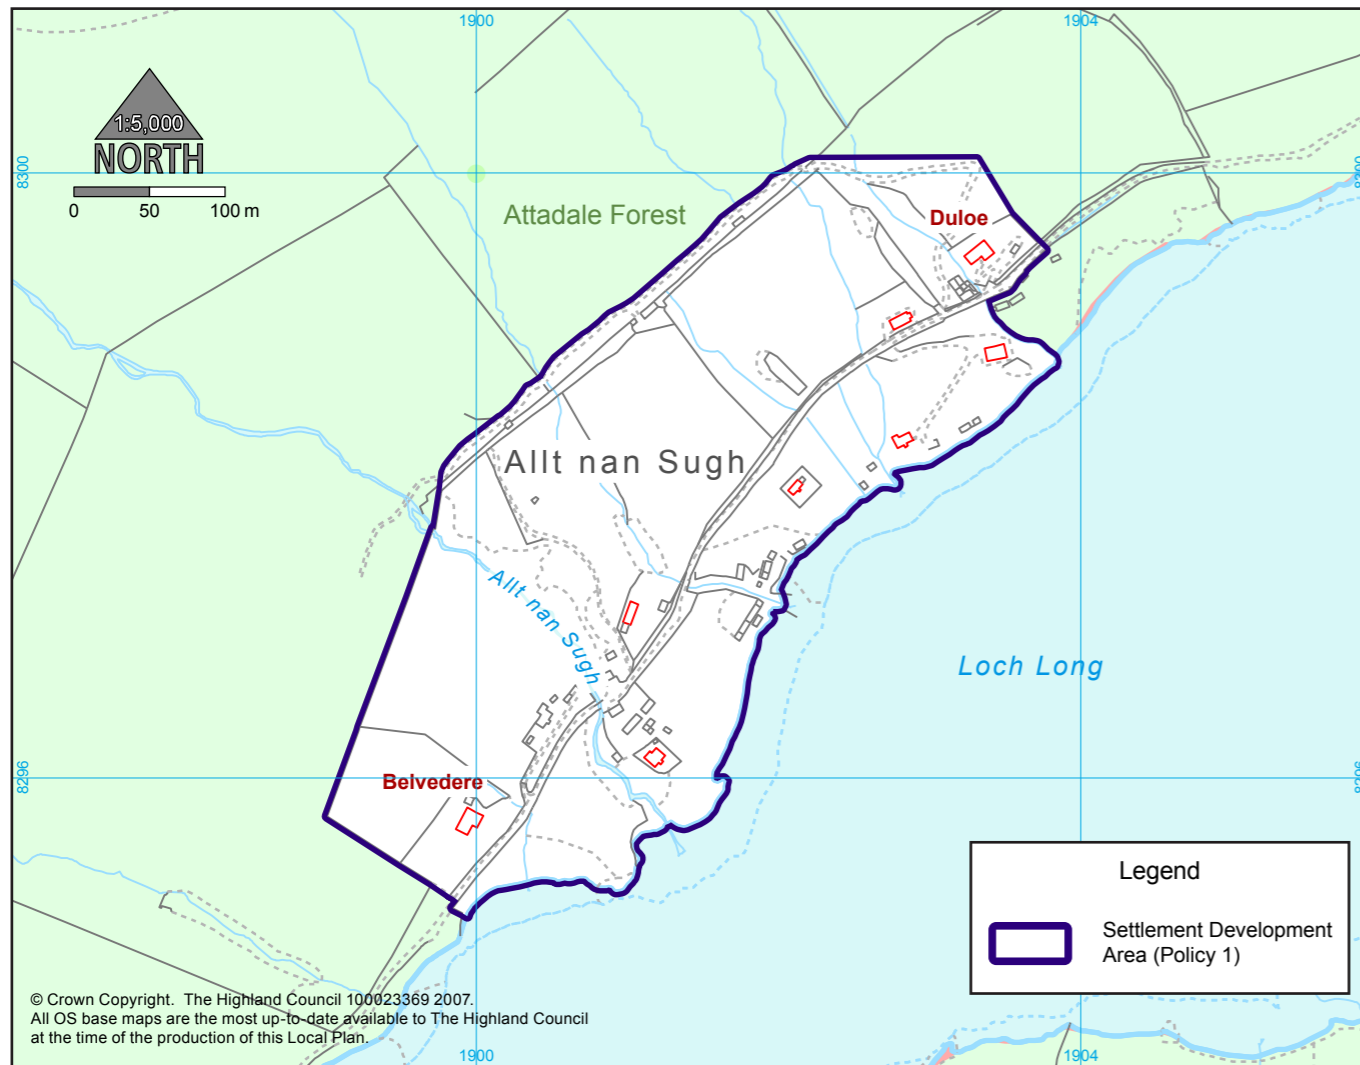 1900
1904
1:5,000
NORTH
0 50 100 m
8300
8300
Attadale Forest
Duloe
Allt nan Sugh
Allt nan Sugh
Loch Long
8296
8296
Belvedere
Legend
Settlement Development
Area (Policy 1)
© Crown Copyright. The Highland Council 100023369 2007.
All OS base maps are the most up-to-date available to The Highland Council
at the time of the production of this Local Plan.
1900
1904